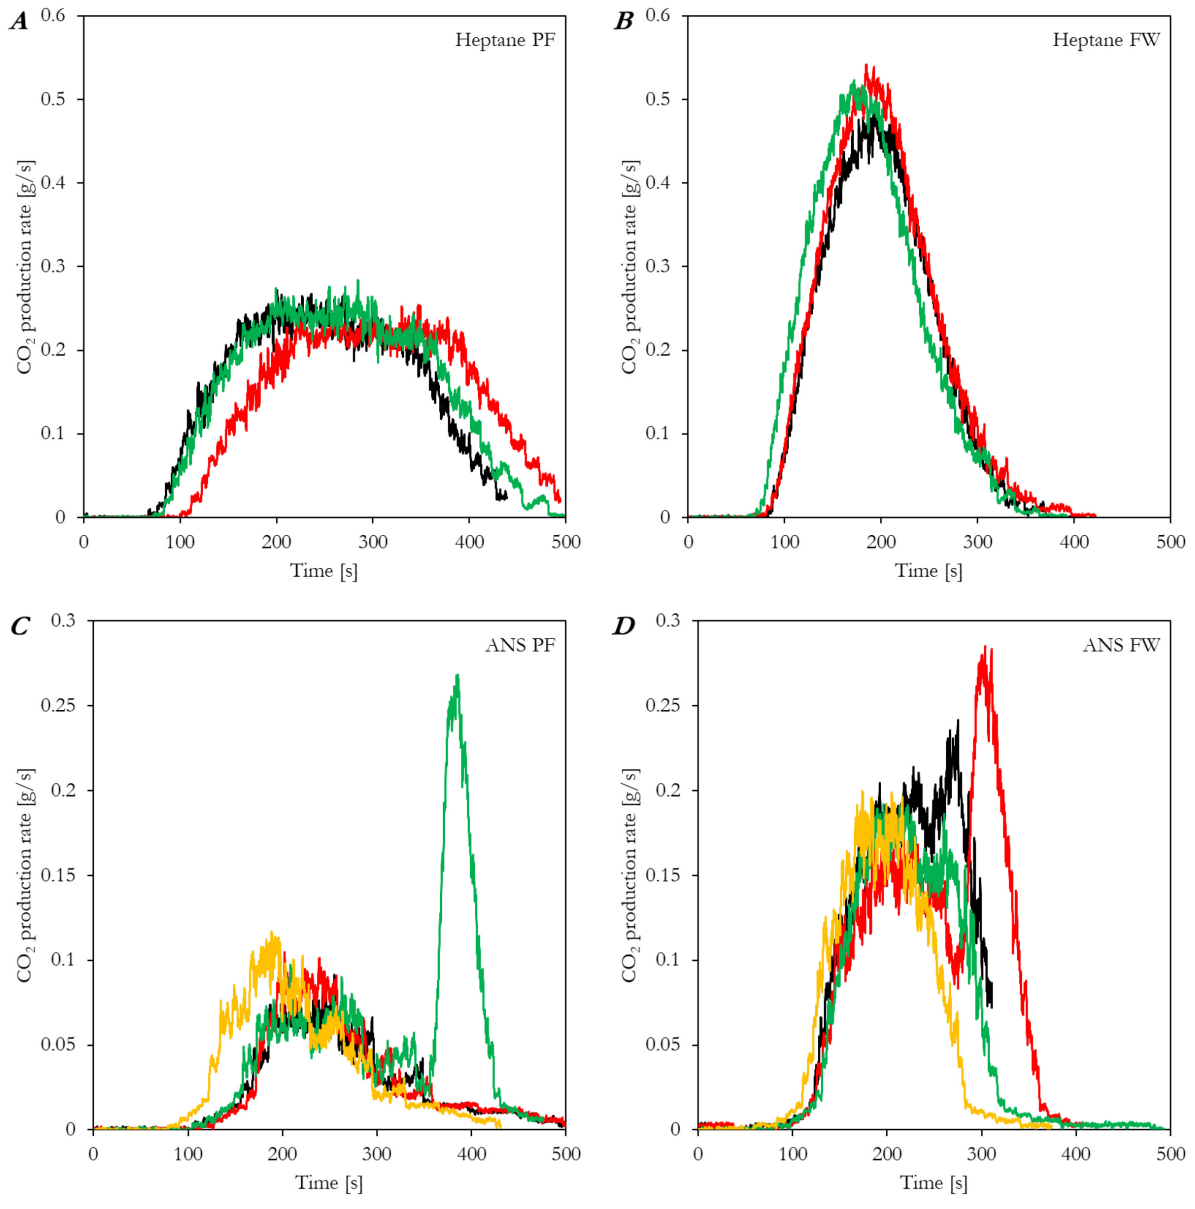 A
Heptane PF
CO₂ production rate [g/s]
0.6
0.5
0.4
0.3
0.2
0.1
0
0 100 200 300 400 500
Time [s]
B
Heptane FW
CO₂ production rate [g/s]
0.6
0.5
0.4
0.3
0.2
0.1
0
0 100 200 300 400 500
Time [s]
C
ANS PF
CO₂ production rate [g/s]
0.3
0.25
0.2
0.15
0.1
0.05
0
0 100 200 300 400 500
Time [s]
D
ANS FW
CO₂ production rate [g/s]
0.3
0.25
0.2
0.15
0.1
0.05
0
0 100 200 300 400 500
Time [s]